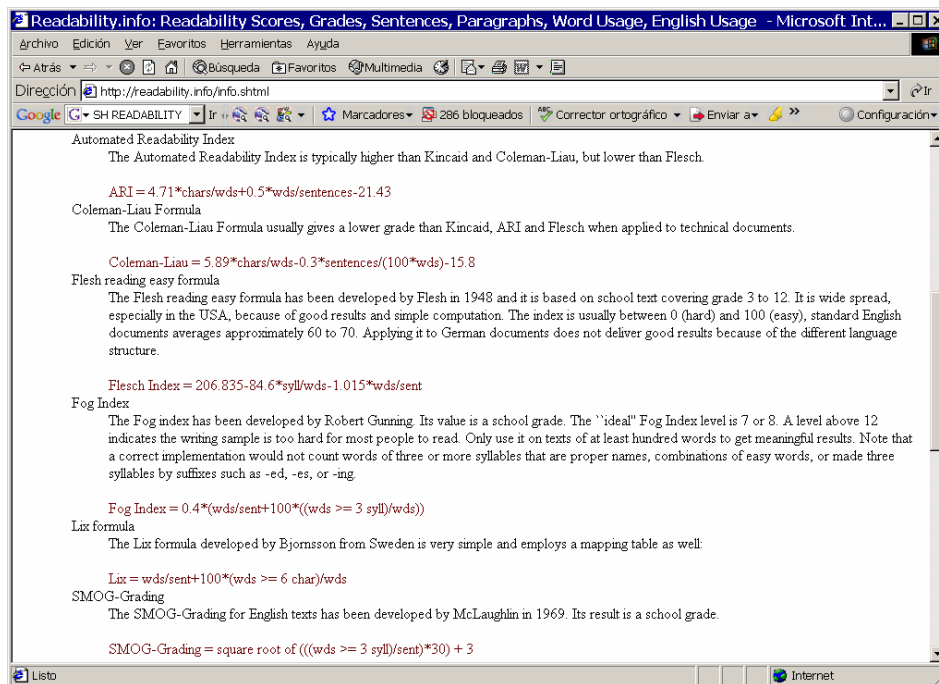 Readability.info: Readability Scores, Grades, Sentences, Paragraphs, Word Usage, English Usage - Microsoft Int...
Archivo Edición Ver Favoritos Herramientas Ayuda
Atrás Búsqueda Favoritos Multimedia
Dirección http://readability.info/info.shtml Ir
Google G SH READABILITY Ir Marcadores 286 bloqueados ABC Corrector ortográfico Enviar a » Configuración
Automated Readability Index
The Automated Readability Index is typically higher than Kincaid and Coleman-Liau, but lower than Flesch.
ARI = 4.71*chars/wds+0.5*wds/sentences-21.43
Coleman-Liau Formula
The Coleman-Liau Formula usually gives a lower grade than Kincaid, ARI and Flesch when applied to technical documents.
Coleman-Liau = 5.89*chars/wds-0.3*sentences/(100*wds)-15.8
Flesh reading easy formula
The Flesh reading easy formula has been developed by Flesh in 1948 and it is based on school text covering grade 3 to 12. It is wide spread,
especially in the USA, because of good results and simple computation. The index is usually between 0 (hard) and 100 (easy), standard English
documents averages approximately 60 to 70. Applying it to German documents does not deliver good results because of the different language
structure.
Flesch Index = 206.835-84.6*syll/wds-1.015*wds/sent
Fog Index
The Fog index has been developed by Robert Gunning. Its value is a school grade. The ``ideal'' Fog Index level is 7 or 8. A level above 12
indicates the writing sample is too hard for most people to read. Only use it on texts of at least hundred words to get meaningful results. Note that
a correct implementation would not count words of three or more syllables that are proper names, combinations of easy words, or made three
syllables by suffixes such as -ed, -es, or -ing.
Fog Index = 0.4*(wds/sent+100*((wds >= 3 syll)/wds))
Lix formula
The Lix formula developed by Bjornsson from Sweden is very simple and employs a mapping table as well:
Lix = wds/sent+100*(wds >= 6 char)/wds
SMOG-Grading
The SMOG-Grading for English texts has been developed by McLaughlin in 1969. Its result is a school grade.
SMOG-Grading = square root of (((wds >= 3 syll)/sent)*30) + 3
Listo Internet